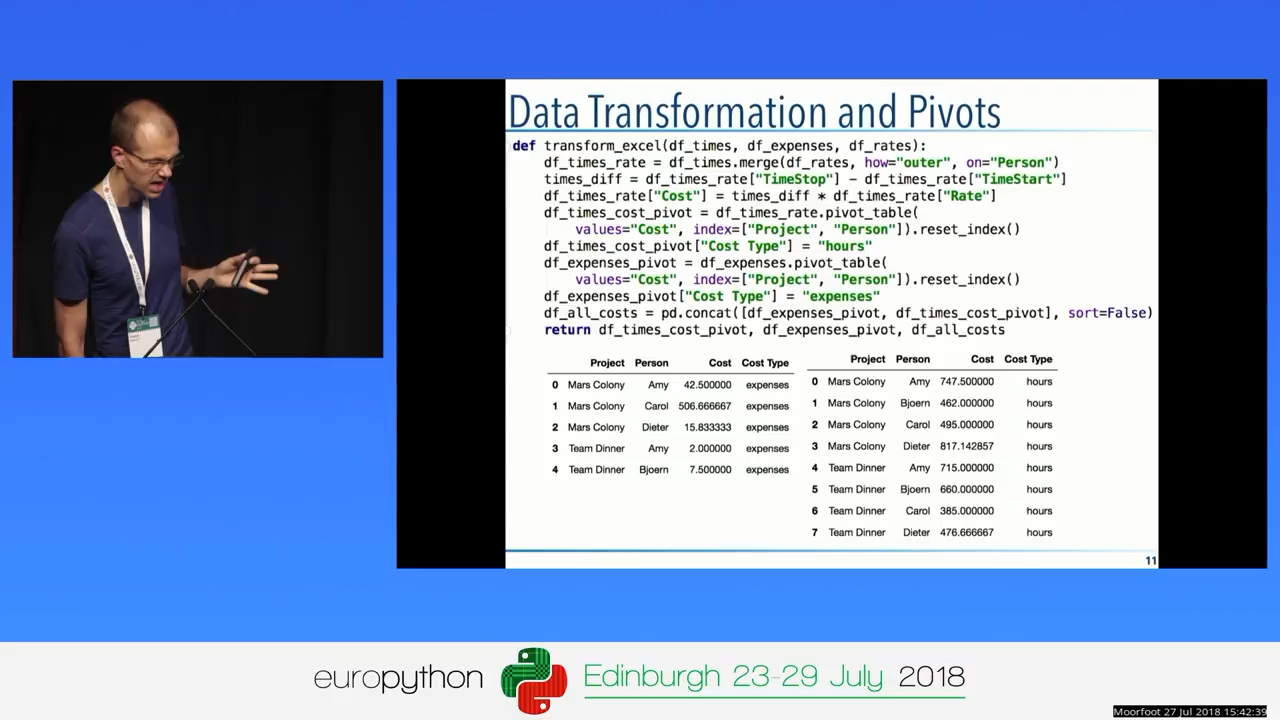 Data Transformation and Pivots
def transform_excel(df_times, df_expenses, df_rates):
df_times_rate = df_times.merge(df_rates, how="outer", on="Person")
times_diff = df_times_rate["TimeStop"] - df_times_rate["TimeStart"]
df_times_rate["Cost"] = times_diff * df_times_rate["Rate"]
df_times_cost_pivot = df_times_rate.pivot_table(
values="Cost", index=["Project", "Person"]).reset_index()
df_times_cost_pivot["Cost Type"] = "hours"
df_expenses_pivot = df_expenses.pivot_table(
values="Cost", index=["Project", "Person"]).reset_index()
df_expenses_pivot["Cost Type"] = "expenses"
df_all_costs = pd.concat([df_expenses_pivot, df_times_cost_pivot], sort=False)
return df_times_cost_pivot, df_expenses_pivot, df_all_costs
Project Person Cost Cost Type
0 Mars Colony Amy 42.500000 expenses
1 Mars Colony Carol 506.666667 expenses
2 Mars Colony Dieter 15.833333 expenses
3 Team Dinner Amy 2.000000 expenses
4 Team Dinner Bjoern 7.500000 expenses
Project Person Cost Cost Type
0 Mars Colony Amy 747.500000 hours
1 Mars Colony Bjoern 462.000000 hours
2 Mars Colony Carol 495.000000 hours
3 Mars Colony Dieter 817.142857 hours
4 Team Dinner Amy 715.000000 hours
5 Team Dinner Bjoern 660.000000 hours
6 Team Dinner Carol 385.000000 hours
7 Team Dinner Dieter 476.666667 hours
11
europython Edinburgh 23-29 July 2018
Moorfoot 27 Jul 2018 15:42:39